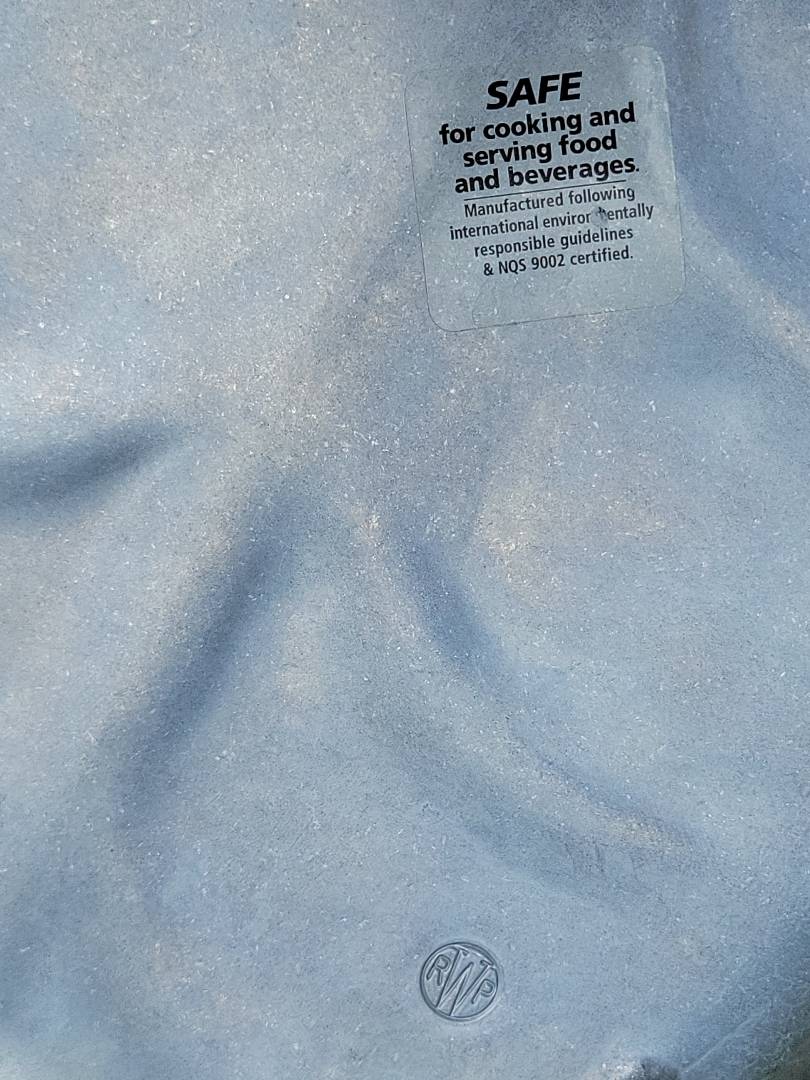 SAFE
for cooking and
serving food
and beverages.
Manufactured following
international environmentally
responsible guidelines
& NQS 9002 certified.
RWP